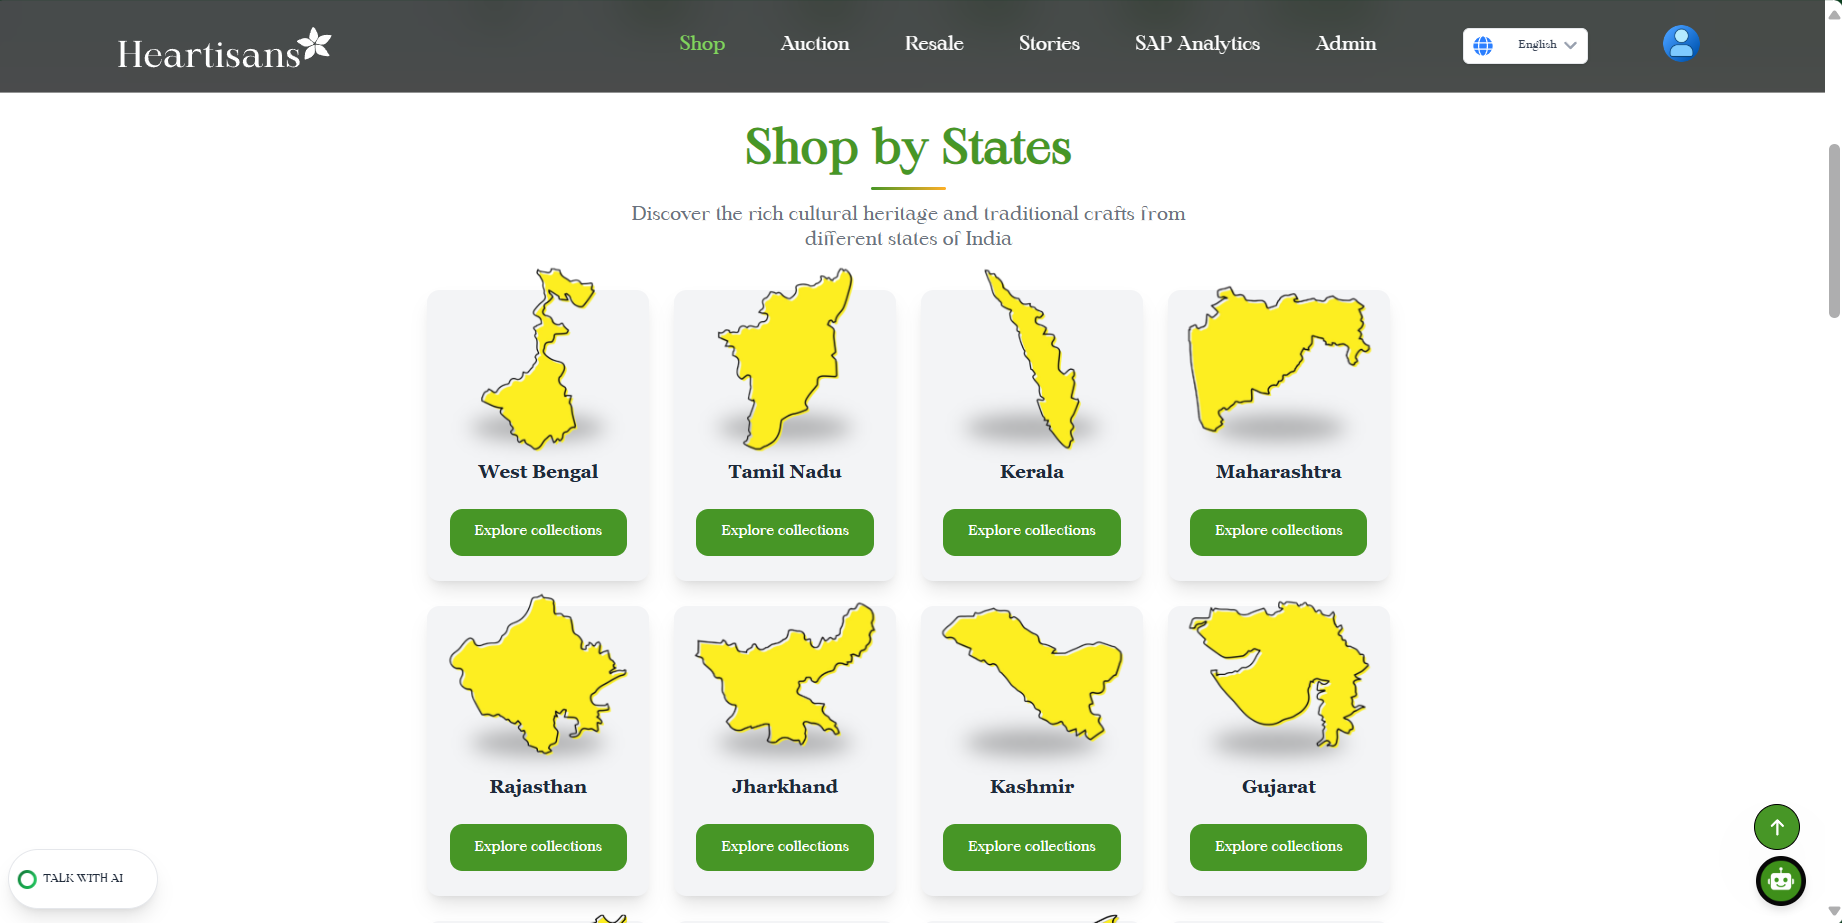 Heartisans
Shop
Auction
Resale
Stories
SAP Analytics
Admin
English
Shop by States
Discover the rich cultural heritage and traditional crafts from
different states of India
West Bengal
Tamil Nadu
Kerala
Maharashtra
Explore collections
Explore collections
Explore collections
Explore collections
Rajasthan
Jharkhand
Kashmir
Gujarat
Explore collections
Explore collections
Explore collections
Explore collections
TALK WITH AI